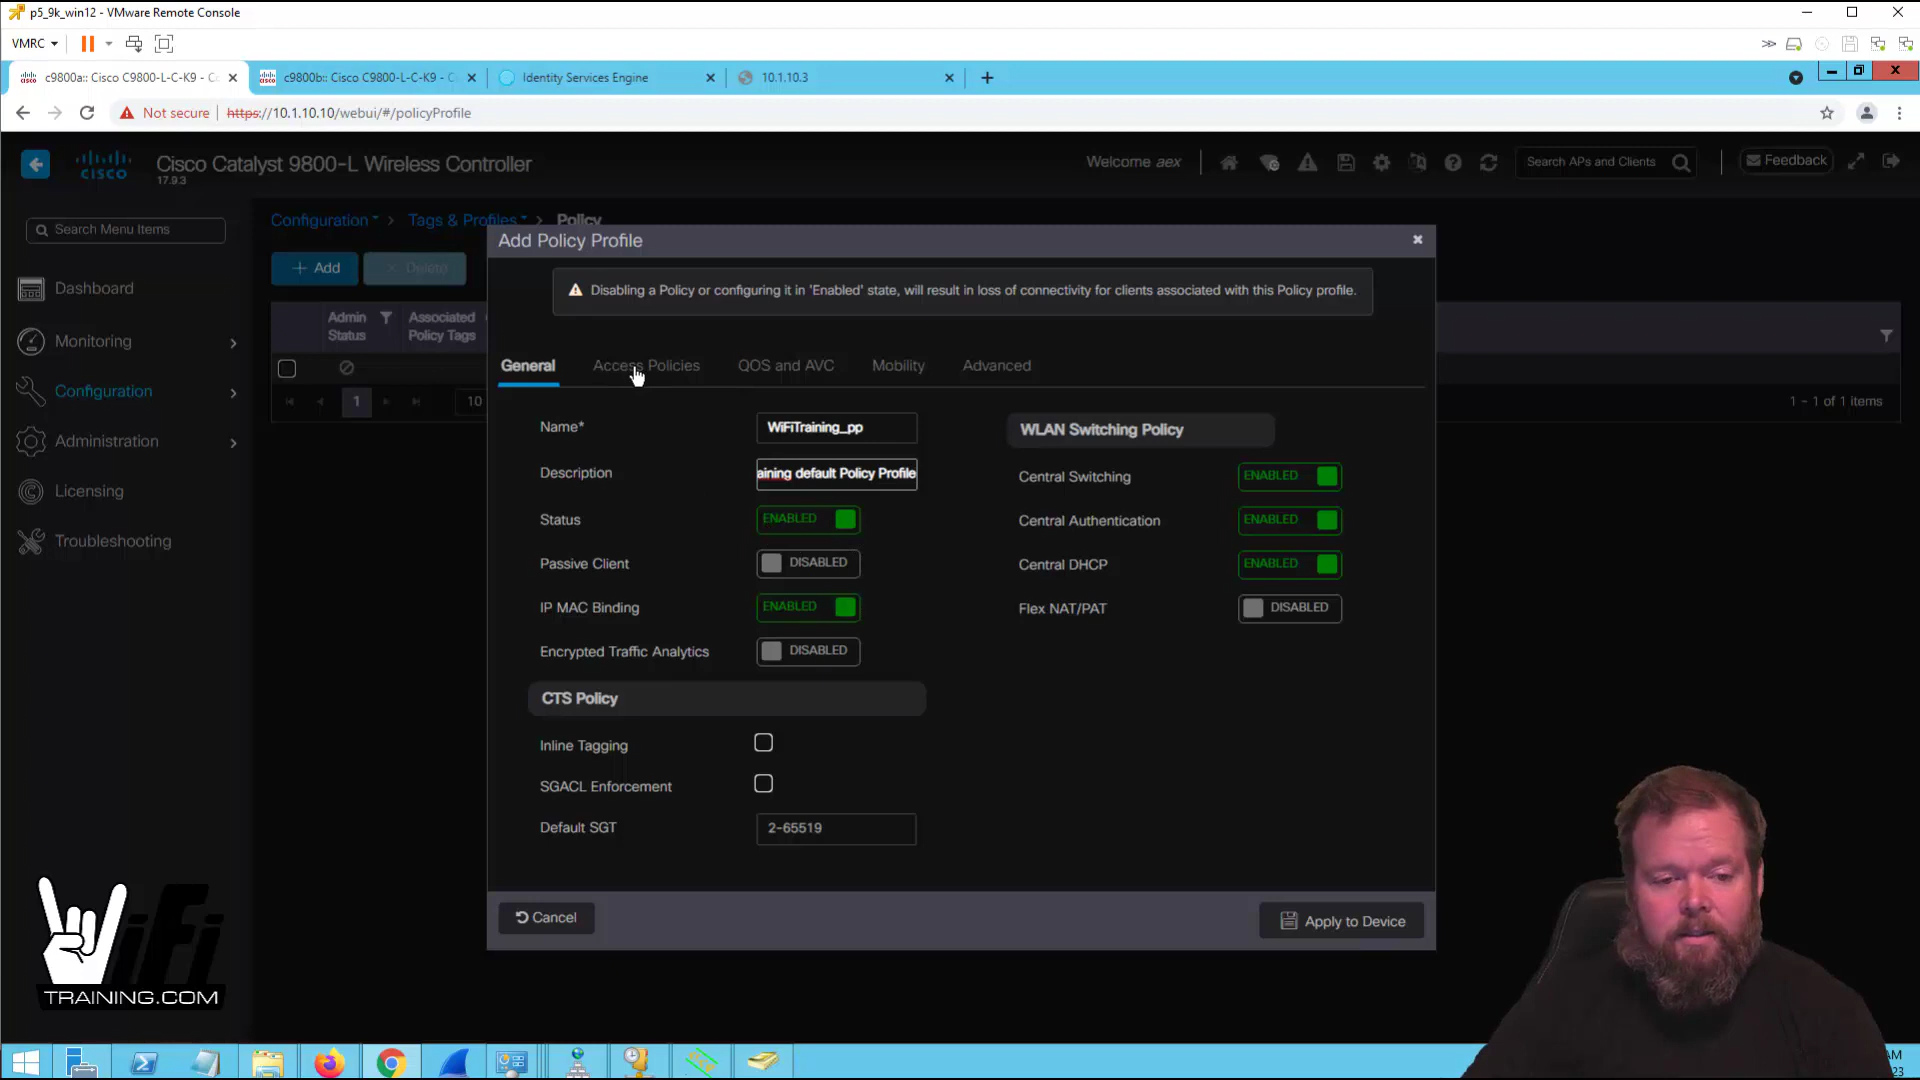 p5_9k_win12 - VMware Remote Console
VMRC
c9800a:: Cisco C9800-L-C-K9 - Co
c9800b:: Cisco C9800-L-C-K9 - C
Identity Services Engine
10.1.10.3
Not secure
https://10.1.10.10/webui/#/policyProfile
cisco
Cisco Catalyst 9800-L Wireless Controller
17.9.3
Welcome aex
Search APs and Clients
Feedback
Search Menu Items
Dashboard
Monitoring
Configuration
Administration
Licensing
Troubleshooting
Configuration > Tags & Profiles > Policy
+ Add
× Delete
Admin Status
Associated Policy Tags
1
10
1 - 1 of 1 items
Add Policy Profile
Disabling a Policy or configuring it in 'Enabled' state, will result in loss of connectivity for clients associated with this Policy profile.
General
Access Policies
QOS and AVC
Mobility
Advanced
Name*
WiFiTraining_pp
Description
aining default Policy Profile
Status
ENABLED
Passive Client
DISABLED
IP MAC Binding
ENABLED
Encrypted Traffic Analytics
DISABLED
CTS Policy
Inline Tagging
SGACL Enforcement
Default SGT
2-65519
WLAN Switching Policy
Central Switching
ENABLED
Central Authentication
ENABLED
Central DHCP
ENABLED
Flex NAT/PAT
DISABLED
Cancel
Apply to Device
WiFi
TRAINING.COM
AM
23